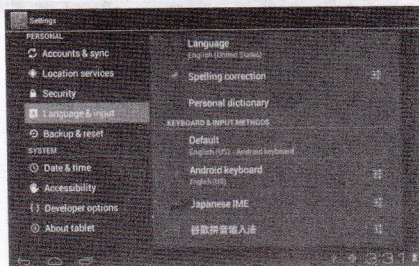 Settings
PERSONAL
Accounts & sync
Location services
Security
Language & input
Backup & reset
SYSTEM
Date & time
Accessibility
{ } Developer options
About tablet
Language
English (United States)
Spelling correction
Personal dictionary
KEYBOARD & INPUT METHODS
Default
English (US) - Android keyboard
Android keyboard
English (US)
Japanese IME
谷歌拼音输入法
3:31